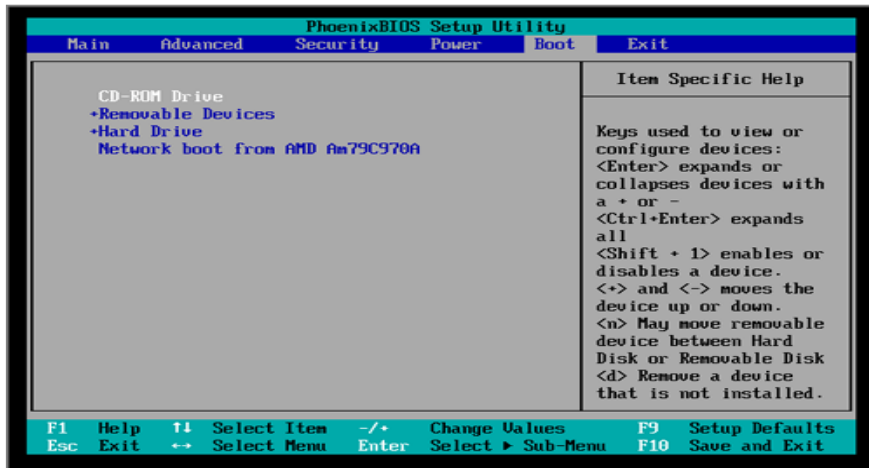 PhoenixBIOS Setup Utility
Main Advanced Security Power Boot Exit
CD-ROM Drive
+Removable Devices
+Hard Drive
Network boot from AMD Am79C970A
Item Specific Help
Keys used to view or
configure devices:
<Enter> expands or
collapses devices with
a + or -
<Ctrl+Enter> expands
all
<Shift + 1> enables or
disables a device.
<+> and <-> moves the
device up or down.
<n> May move removable
device between Hard
Disk or Removable Disk
<d> Remove a device
that is not installed.
F1 Help ↑↓ Select Item -/+ Change Values F9 Setup Defaults
Esc Exit ↔ Select Menu Enter Select ▶ Sub-Menu F10 Save and Exit